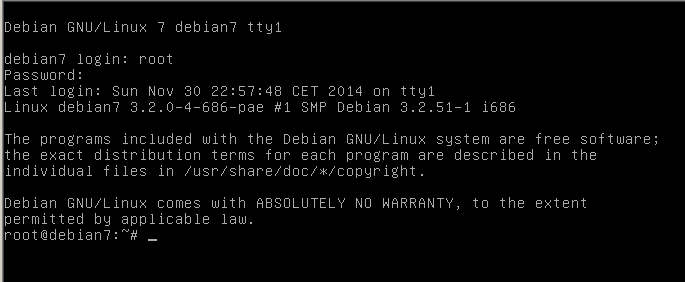 Debian GNU/Linux 7 debian7 tty1
debian7 login: root
Password:
Last login: Sun Nov 30 22:57:48 CET 2014 on tty1
Linux debian7 3.2.0-4-686-pae #1 SMP Debian 3.2.51-1 i686
The programs included with the Debian GNU/Linux system are free software;
the exact distribution terms for each program are described in the
individual files in /usr/share/doc/*/copyright.
Debian GNU/Linux comes with ABSOLUTELY NO WARRANTY, to the extent
permitted by applicable law.
root@debian7:~# _